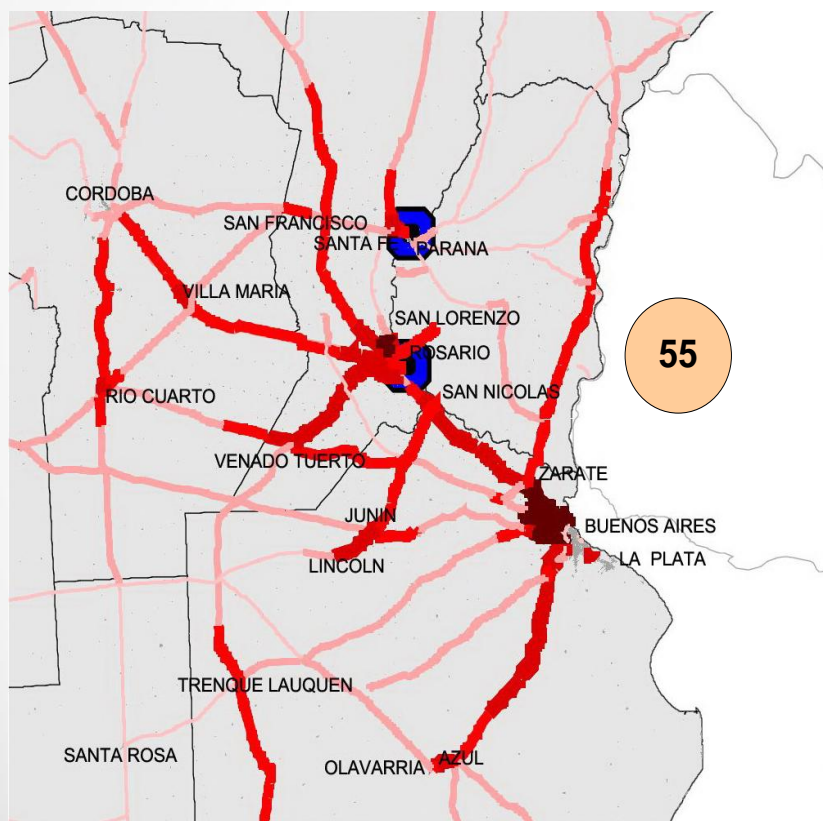 CORDOBA
SAN FRANCISCO
SANTA FE
PARANA
VILLA MARIA
SAN LORENZO
ROSARIO
55
RIO CUARTO
SAN NICOLAS
VENADO TUERTO
ZARATE
JUNIN
BUENOS AIRES
LINCOLN
LA PLATA
TRENQUE LAUQUEN
SANTA ROSA
OLAVARRIA
AZUL